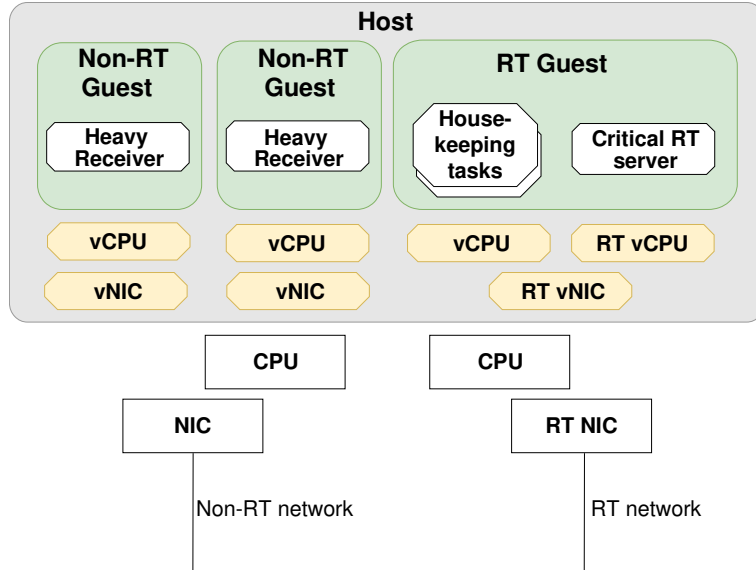 Host
Non-RT
Guest
Heavy
Receiver
Non-RT
Guest
Heavy
Receiver
RT Guest
House-
keeping
tasks
Critical RT
server
vCPU
vCPU
vCPU
RT vCPU
vNIC
vNIC
RT vNIC
CPU
CPU
NIC
RT NIC
Non-RT network
RT network